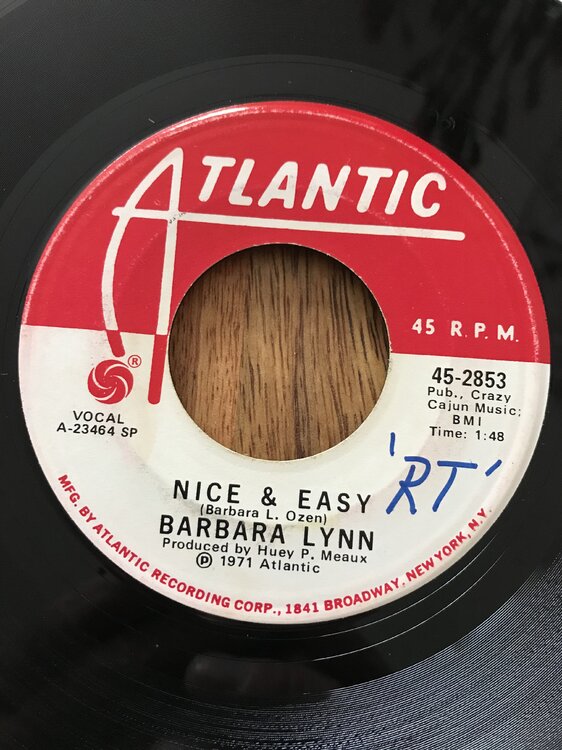 ATLANTIC
45 R.P.M.
®
VOCAL
A-23464 SP
45-2853
Pub., Crazy
Cajun Music;
BMI
Time: 1:48
'RT'
NICE & EASY
(Barbara L. Ozen)
BARBARA LYNN
Produced by Huey P. Meaux
℗ 1971 Atlantic
MFG. BY ATLANTIC RECORDING CORP., 1841 BROADWAY, NEW YORK, N.Y.